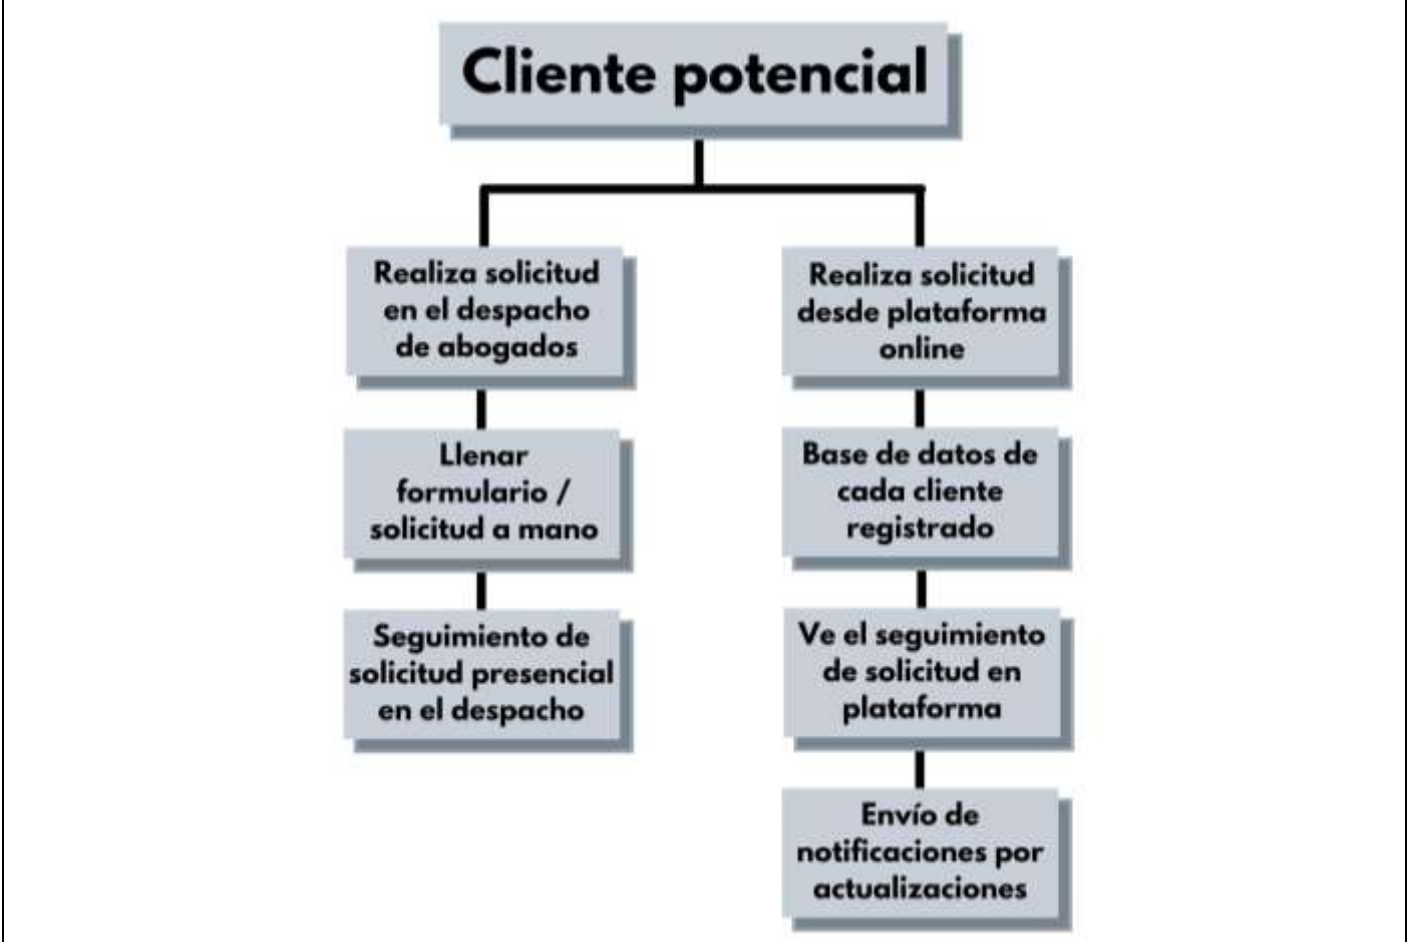 Cliente potencial
Realiza solicitud
en el despacho
de abogados
Llenar
formulario /
solicitud a mano
Seguimiento de
solicitud presencial
en el despacho
Realiza solicitud
desde plataforma
online
Base de datos de
cada cliente
registrado
Ve el seguimiento
de solicitud en
plataforma
Envío de
notificaciones por
actualizaciones